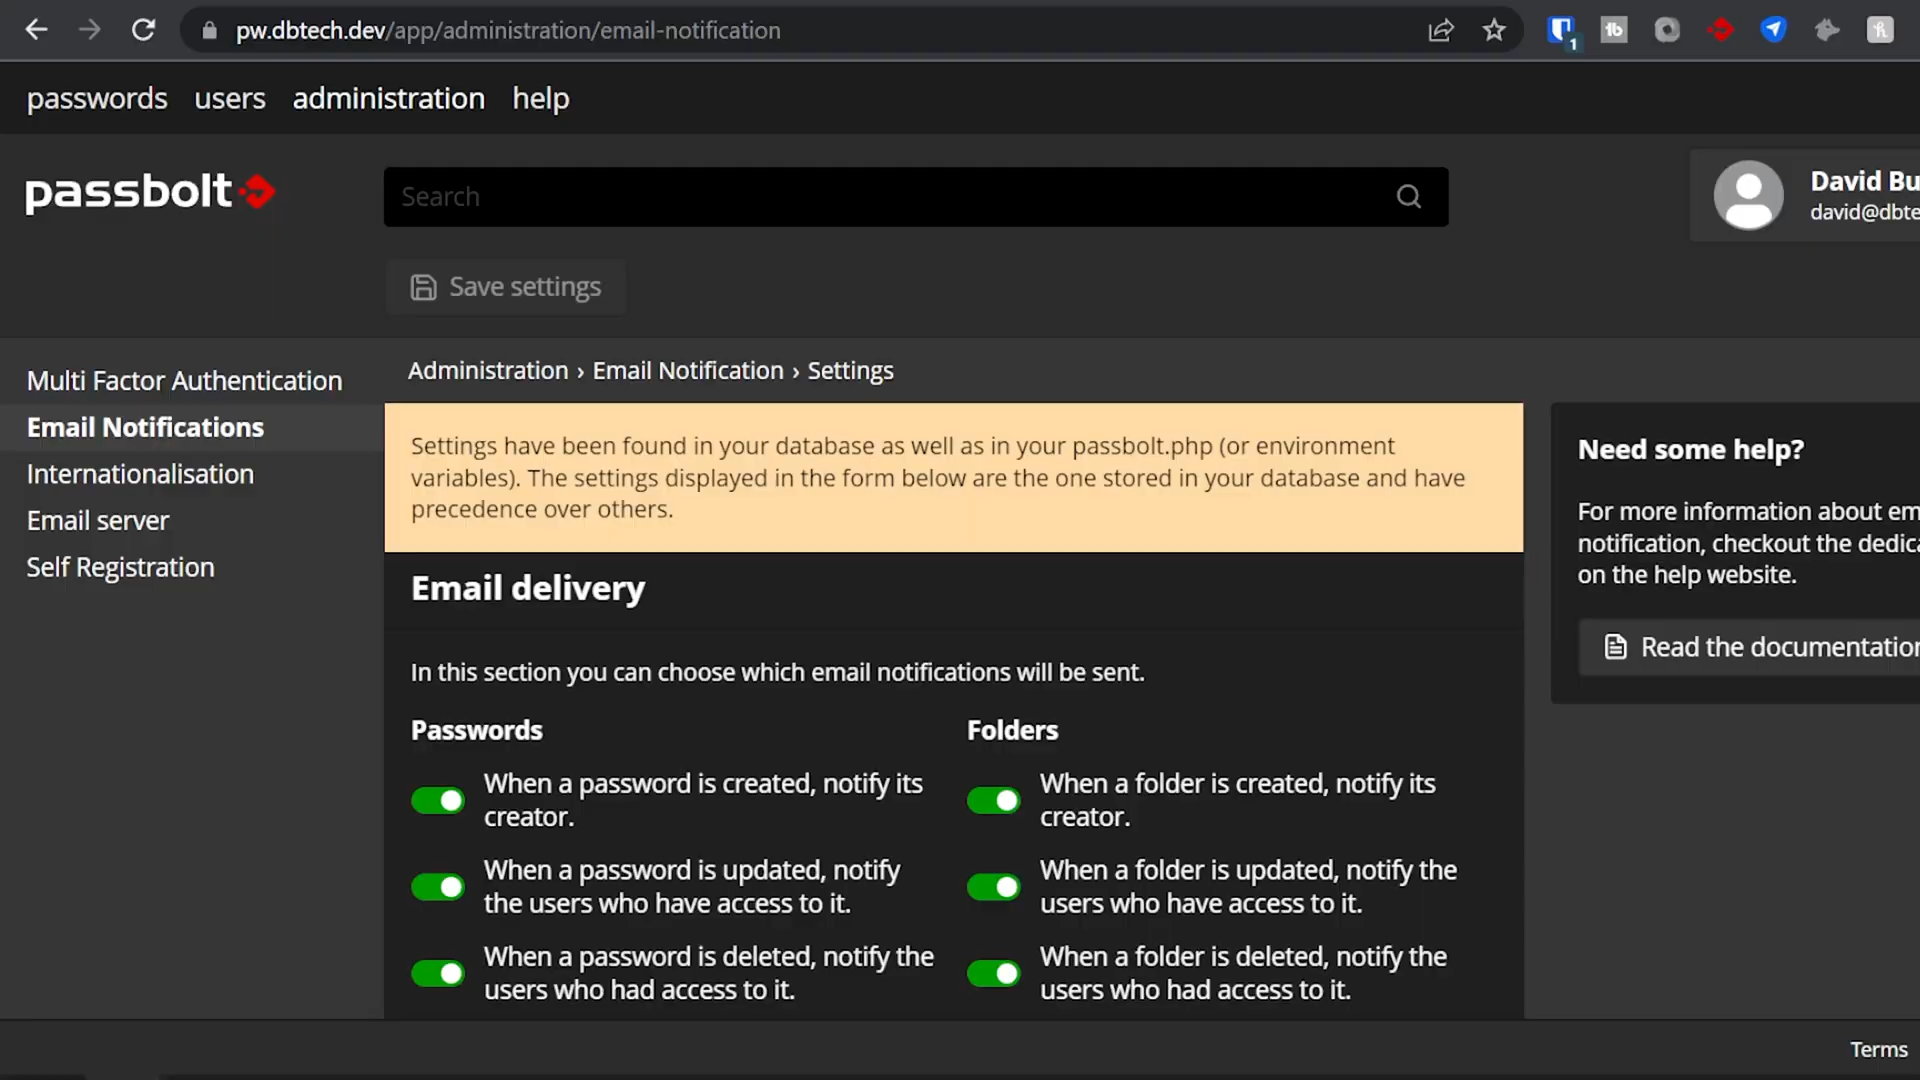 pw.dbtech.dev/app/administration/email-notification
1
tb
passwords users administration help
passbolt
Search
David Bu
david@dbte
Save settings
Multi Factor Authentication
Email Notifications
Internationalisation
Email server
Self Registration
Administration › Email Notification › Settings
Settings have been found in your database as well as in your passbolt.php (or environment
variables). The settings displayed in the form below are the one stored in your database and have
precedence over others.
Email delivery
In this section you can choose which email notifications will be sent.
Passwords
When a password is created, notify its
creator.
When a password is updated, notify
the users who have access to it.
When a password is deleted, notify the
users who had access to it.
Folders
When a folder is created, notify its
creator.
When a folder is updated, notify the
users who have access to it.
When a folder is deleted, notify the
users who had access to it.
Need some help?
For more information about em
notification, checkout the dedica
on the help website.
Read the documentation
Terms